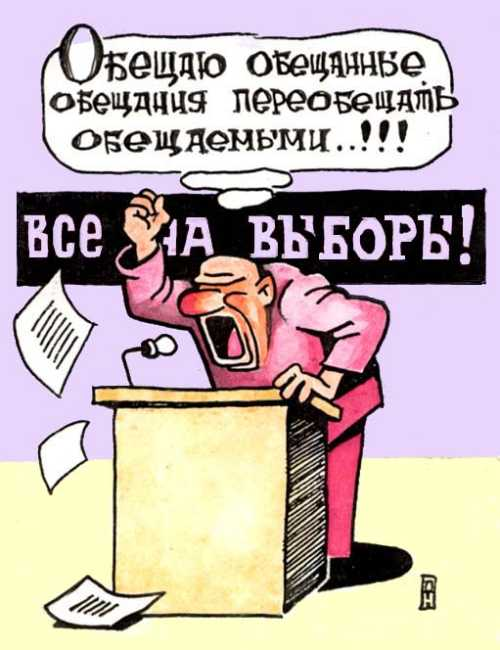 Обещаю обещанные
обещания переобещать
обещаемыми..!!!
ВСЕ НА ВЫБОРЫ!